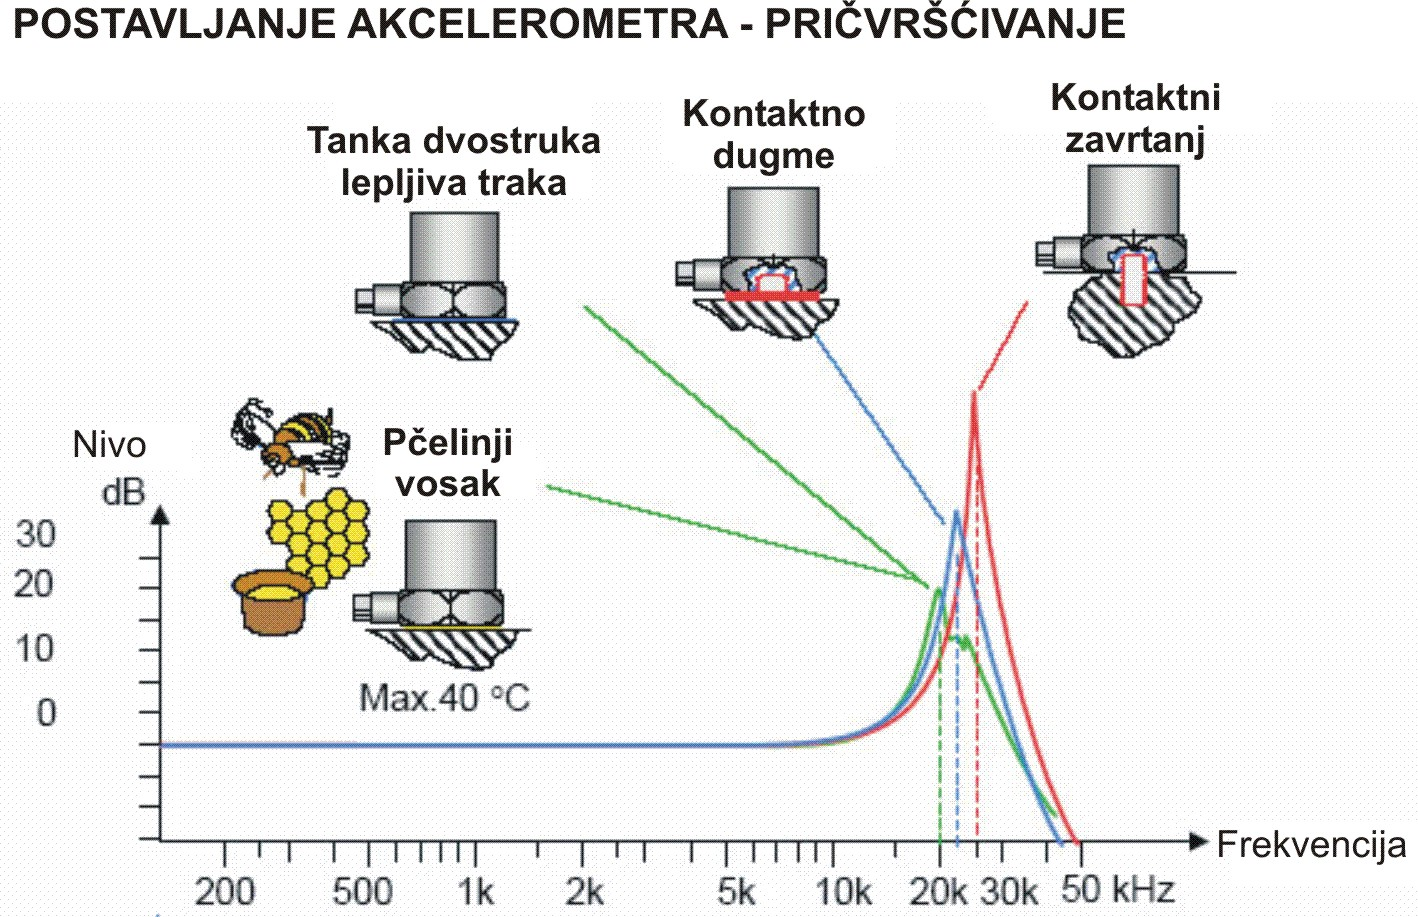 POSTAVLJANJE AKCELEROMETRA - PRIČVRŠĆIVANJE
Tanka dvostruka
lepljiva traka
Kontaktno
dugme
Kontaktni
zavrtanj
Pčelinji
vosak
Max.40 °C
Nivo
dB
30
20
10
0
200 500 1k 2k 5k 10k 20k 30k 50 kHz
Frekvencija